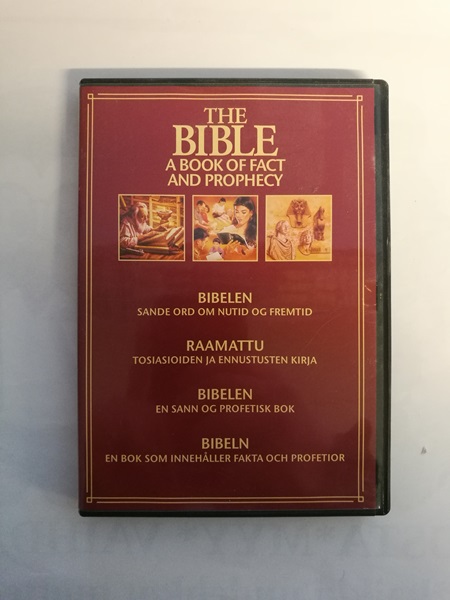 THE
BIBLE
A BOOK OF FACT
AND PROPHECY
BIBELEN
SANDE ORD OM NUTID OG FREMTID
RAAMATTU
TOSIASIOIDEN JA ENNUSTUSTEN KIRJA
BIBELEN
EN SANN OG PROFETISK BOK
BIBELN
EN BOK SOM INNEHÅLLER FAKTA OCH PROFETIOR